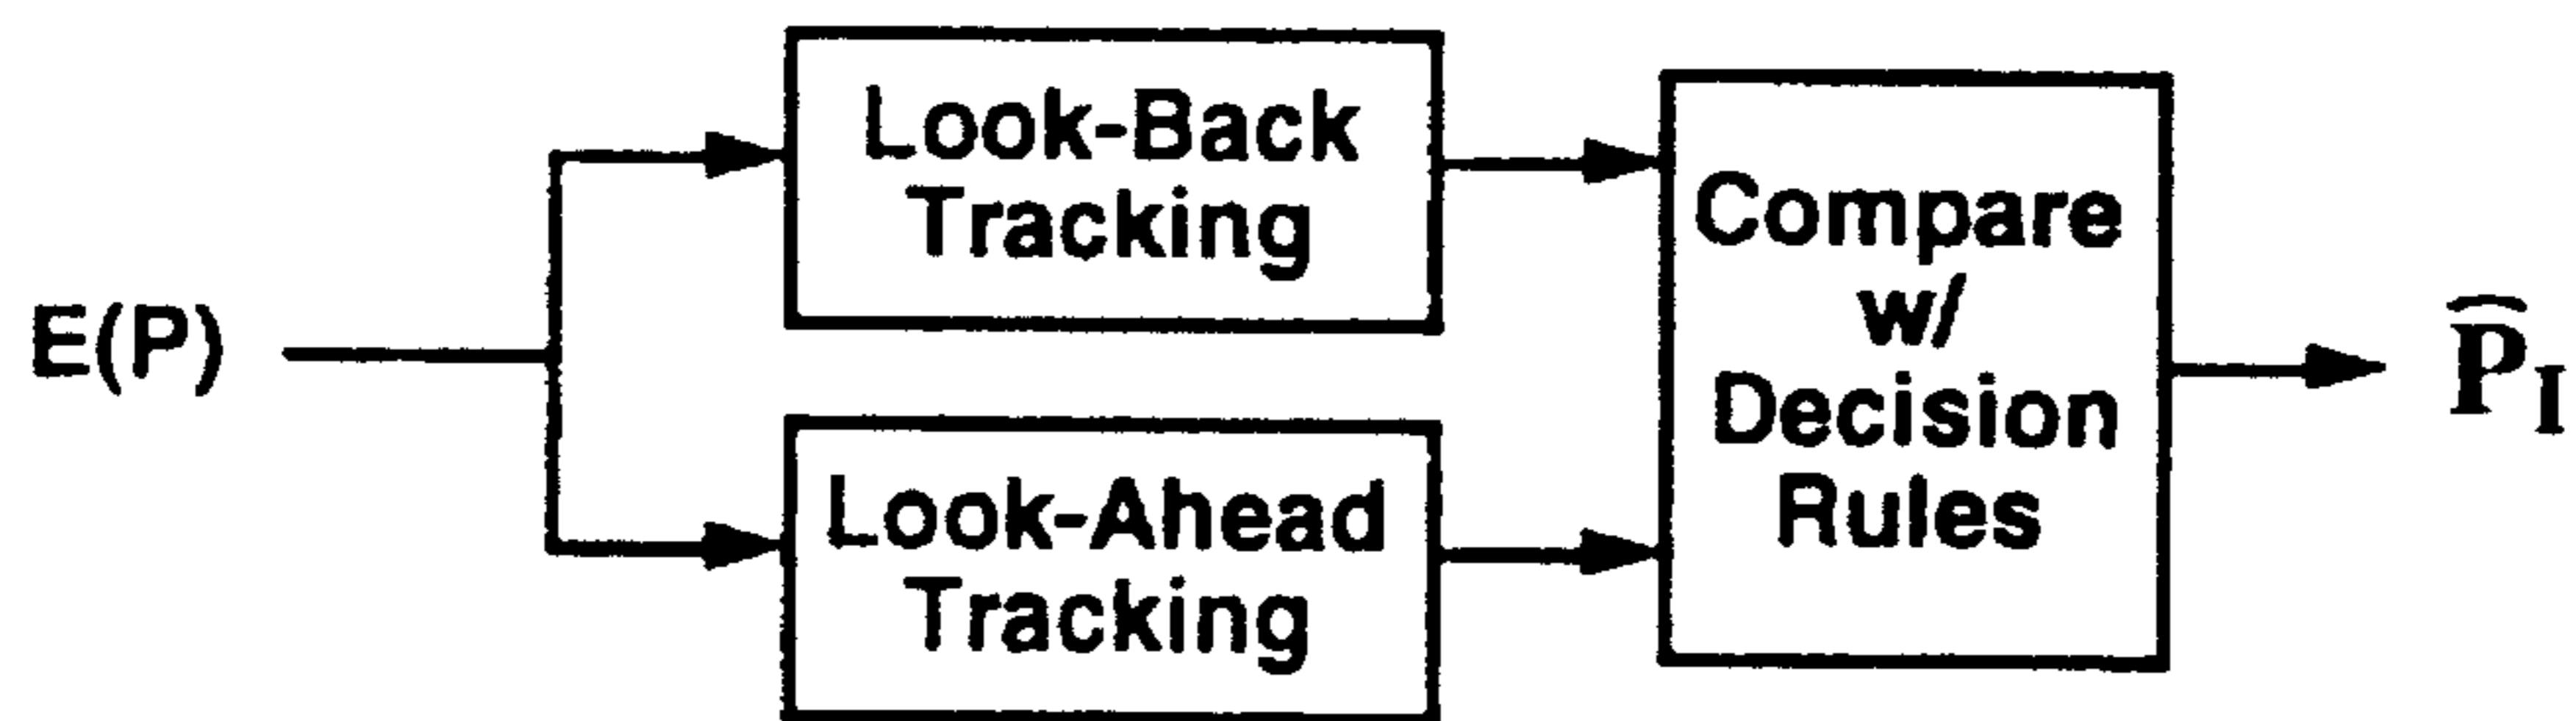 E(P)
Look-Back
Tracking
Look-Ahead
Tracking
Compare
w/
Decision
Rules
P̂I